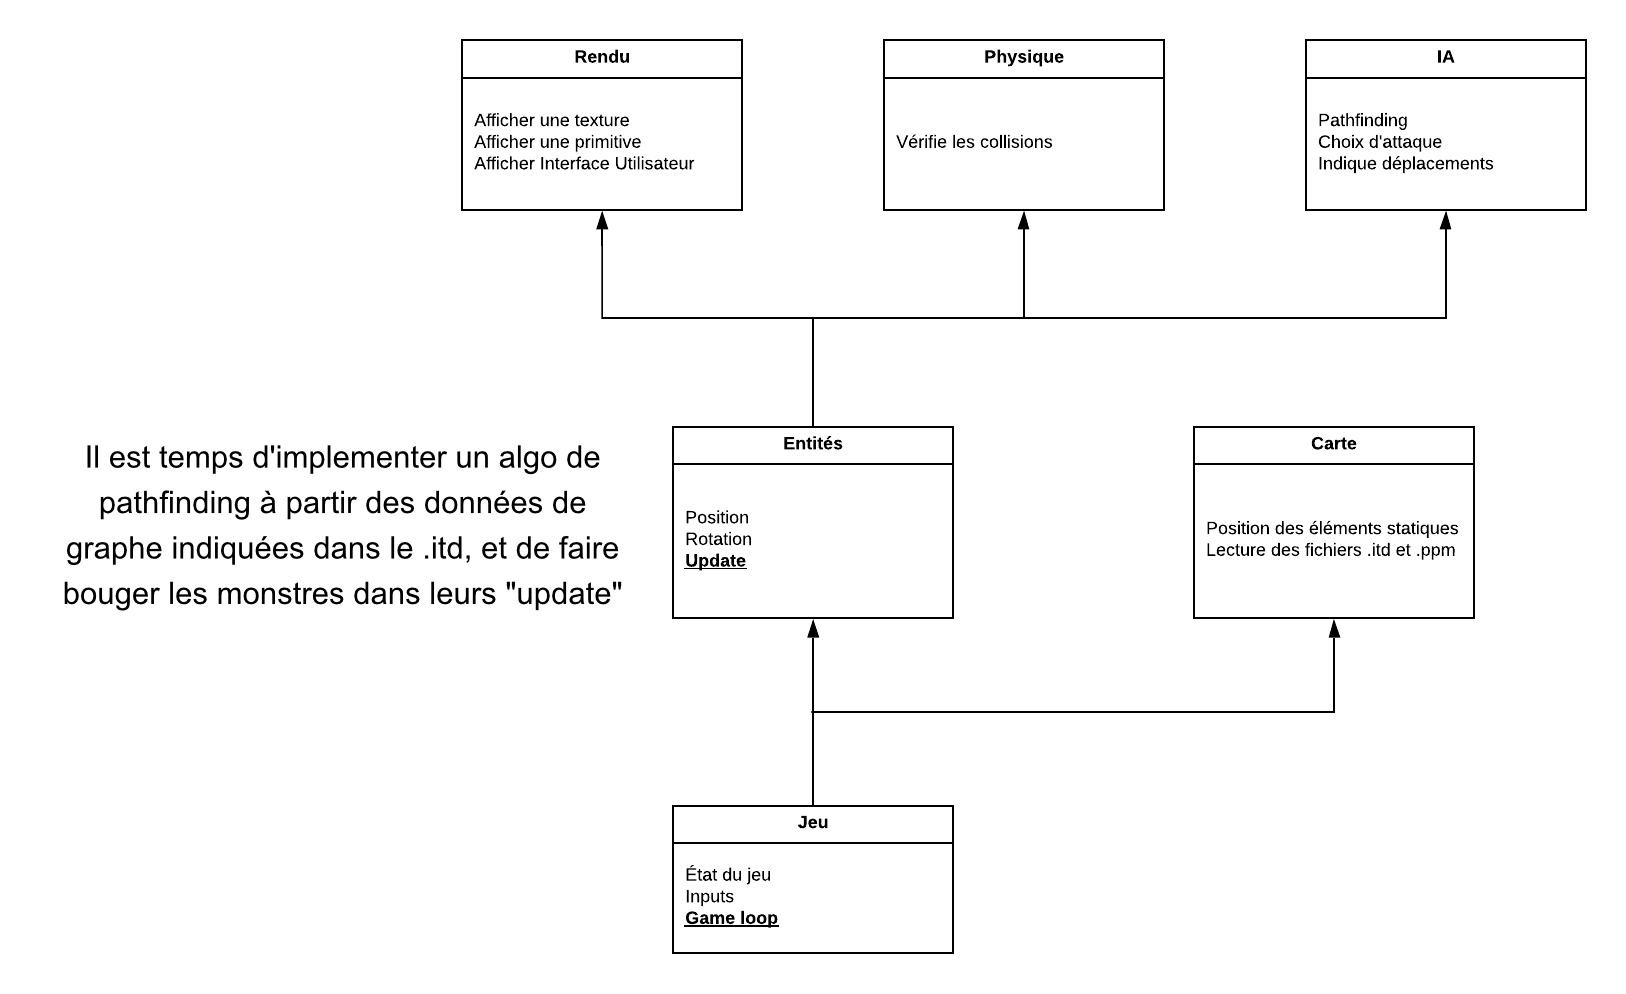 Rendu
Afficher une texture
Afficher une primitive
Afficher Interface Utilisateur
Physique
Vérifie les collisions
IA
Pathfinding
Choix d'attaque
Indique déplacements
Il est temps d'implementer un algo de
pathfinding à partir des données de
graphe indiquées dans le .itd, et de faire
bouger les monstres dans leurs "update"
Entités
Position
Rotation
Update
Carte
Position des éléments statiques
Lecture des fichiers .itd et .ppm
Jeu
État du jeu
Inputs
Game loop